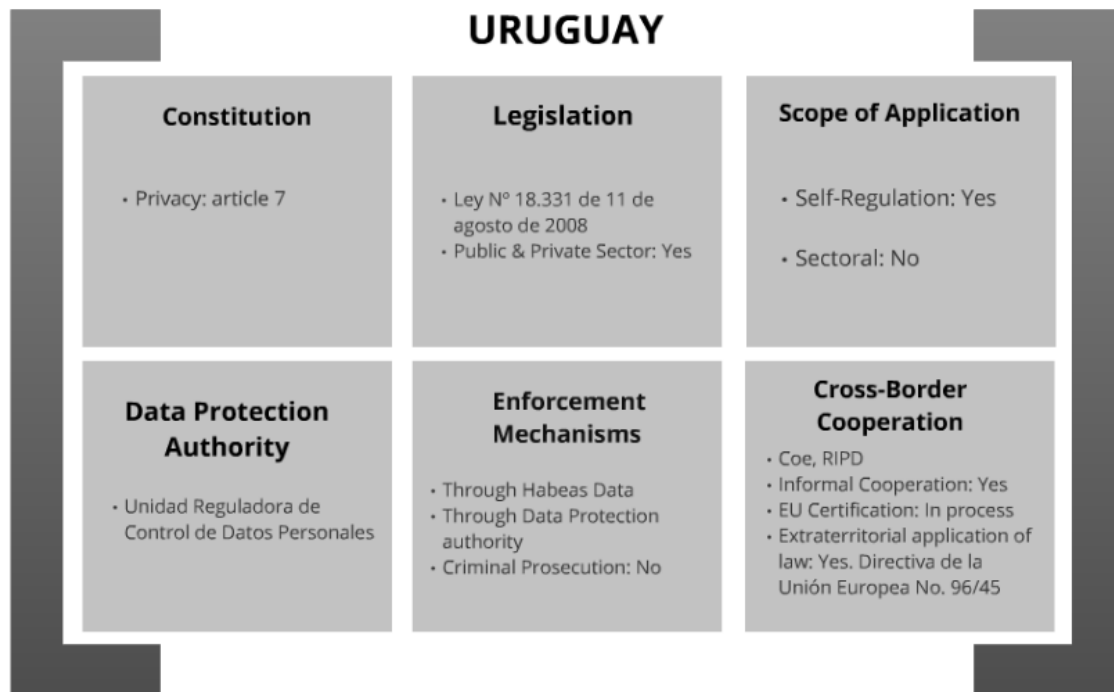 URUGUAY
Constitution
• Privacy: article 7
Legislation
• Ley Nº 18.331 de 11 de
agosto de 2008
• Public & Private Sector: Yes
Scope of Application
• Self-Regulation: Yes
• Sectoral: No
Data Protection
Authority
• Unidad Reguladora de
Control de Datos Personales
Enforcement
Mechanisms
• Through Habeas Data
• Through Data Protection
authority
• Criminal Prosecution: No
Cross-Border
Cooperation
• Coe, RIPD
• Informal Cooperation: Yes
• EU Certification: In process
• Extraterritorial application of
law: Yes. Directiva de la
Unión Europea No. 96/45